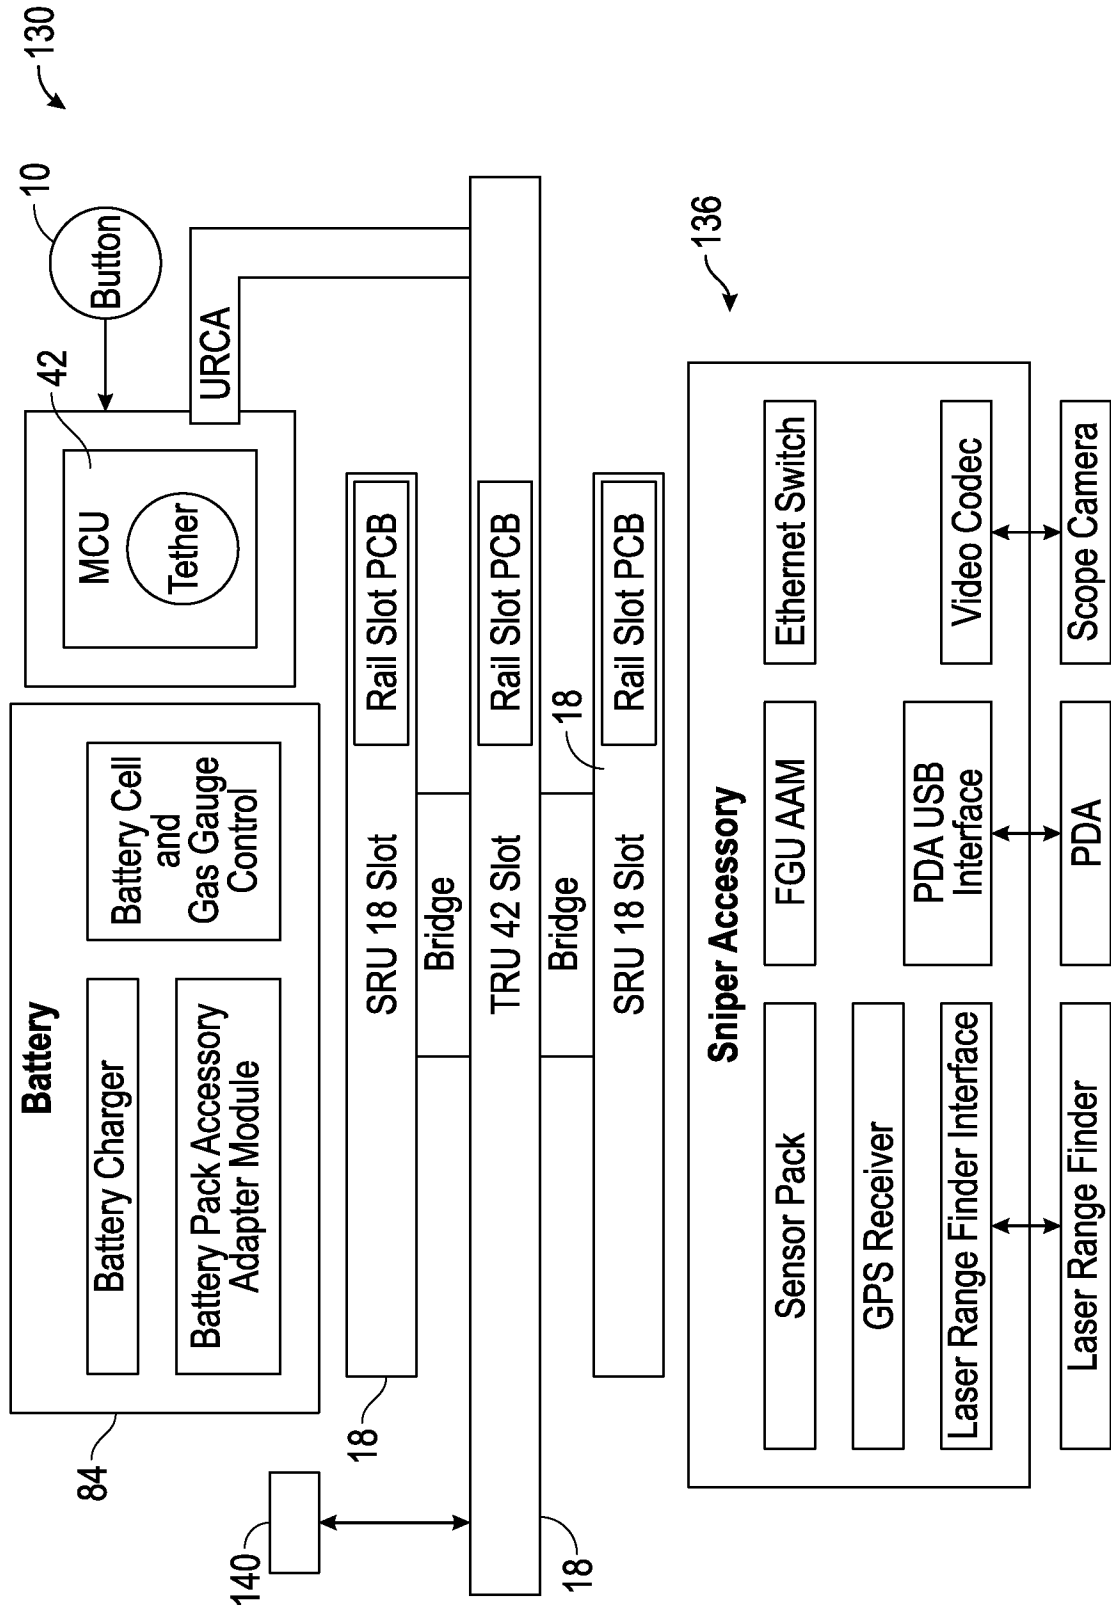 130
10
Button
42
MCU
Tether
URCA
Battery
Battery Charger
Battery Cell
and
Gas Gauge
Control
Battery Pack Accessory
Adapter Module
84
140
SRU 18 Slot
Rail Slot PCB
18
Bridge
TRU 42 Slot
Rail Slot PCB
18
Bridge
SRU 18 Slot
Rail Slot PCB
18
136
Sniper Accessory
Sensor Pack
FGU AAM
Ethernet Switch
GPS Receiver
Laser Range Finder Interface
PDA USB
Interface
Video Codec
Laser Range Finder
PDA
Scope Camera